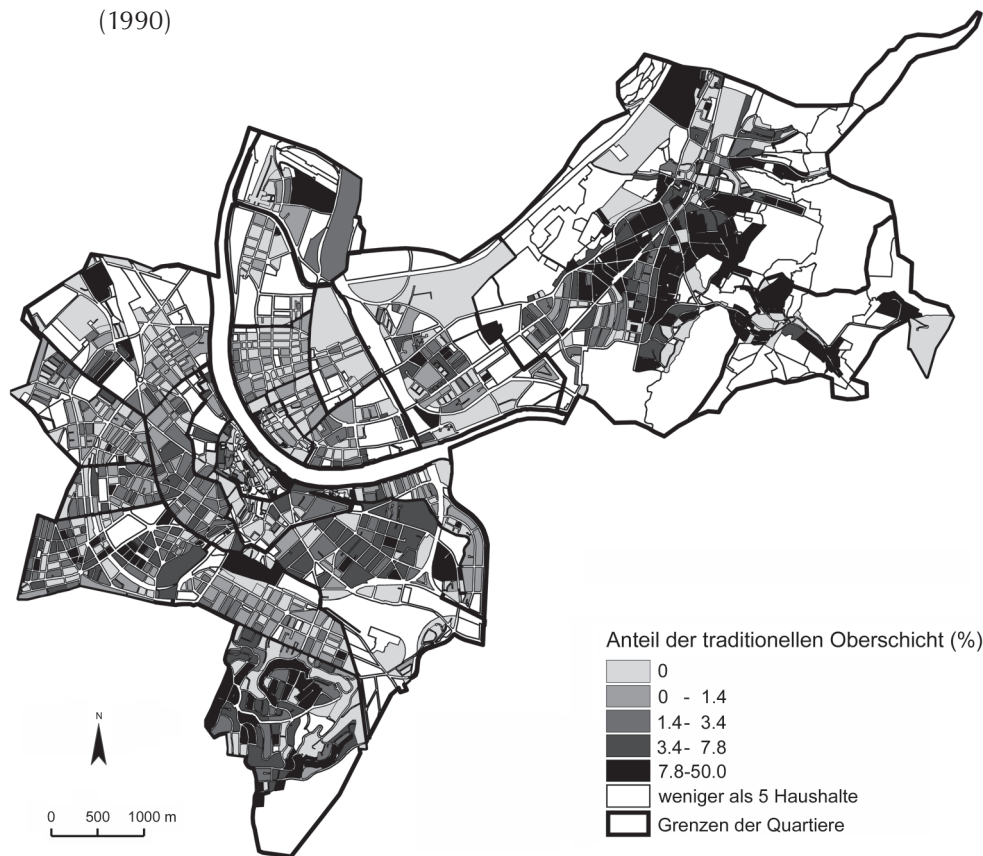 (1990)
Anteil der traditionellen Oberschicht (%)
0
0 - 1.4
1.4- 3.4
3.4- 7.8
7.8-50.0
weniger als 5 Haushalte
Grenzen der Quartiere
N
0 500 1000 m